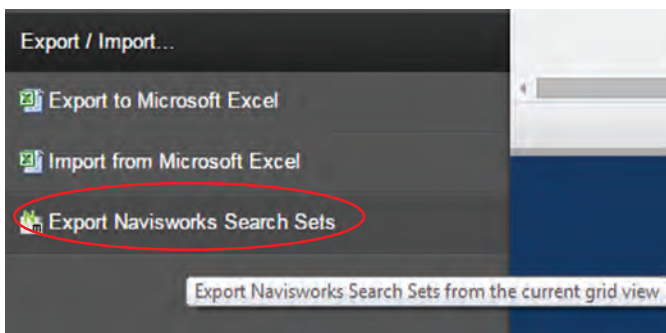 Export / Import...
Export to Microsoft Excel
Import from Microsoft Excel
Export Navisworks Search Sets
Export Navisworks Search Sets from the current grid view